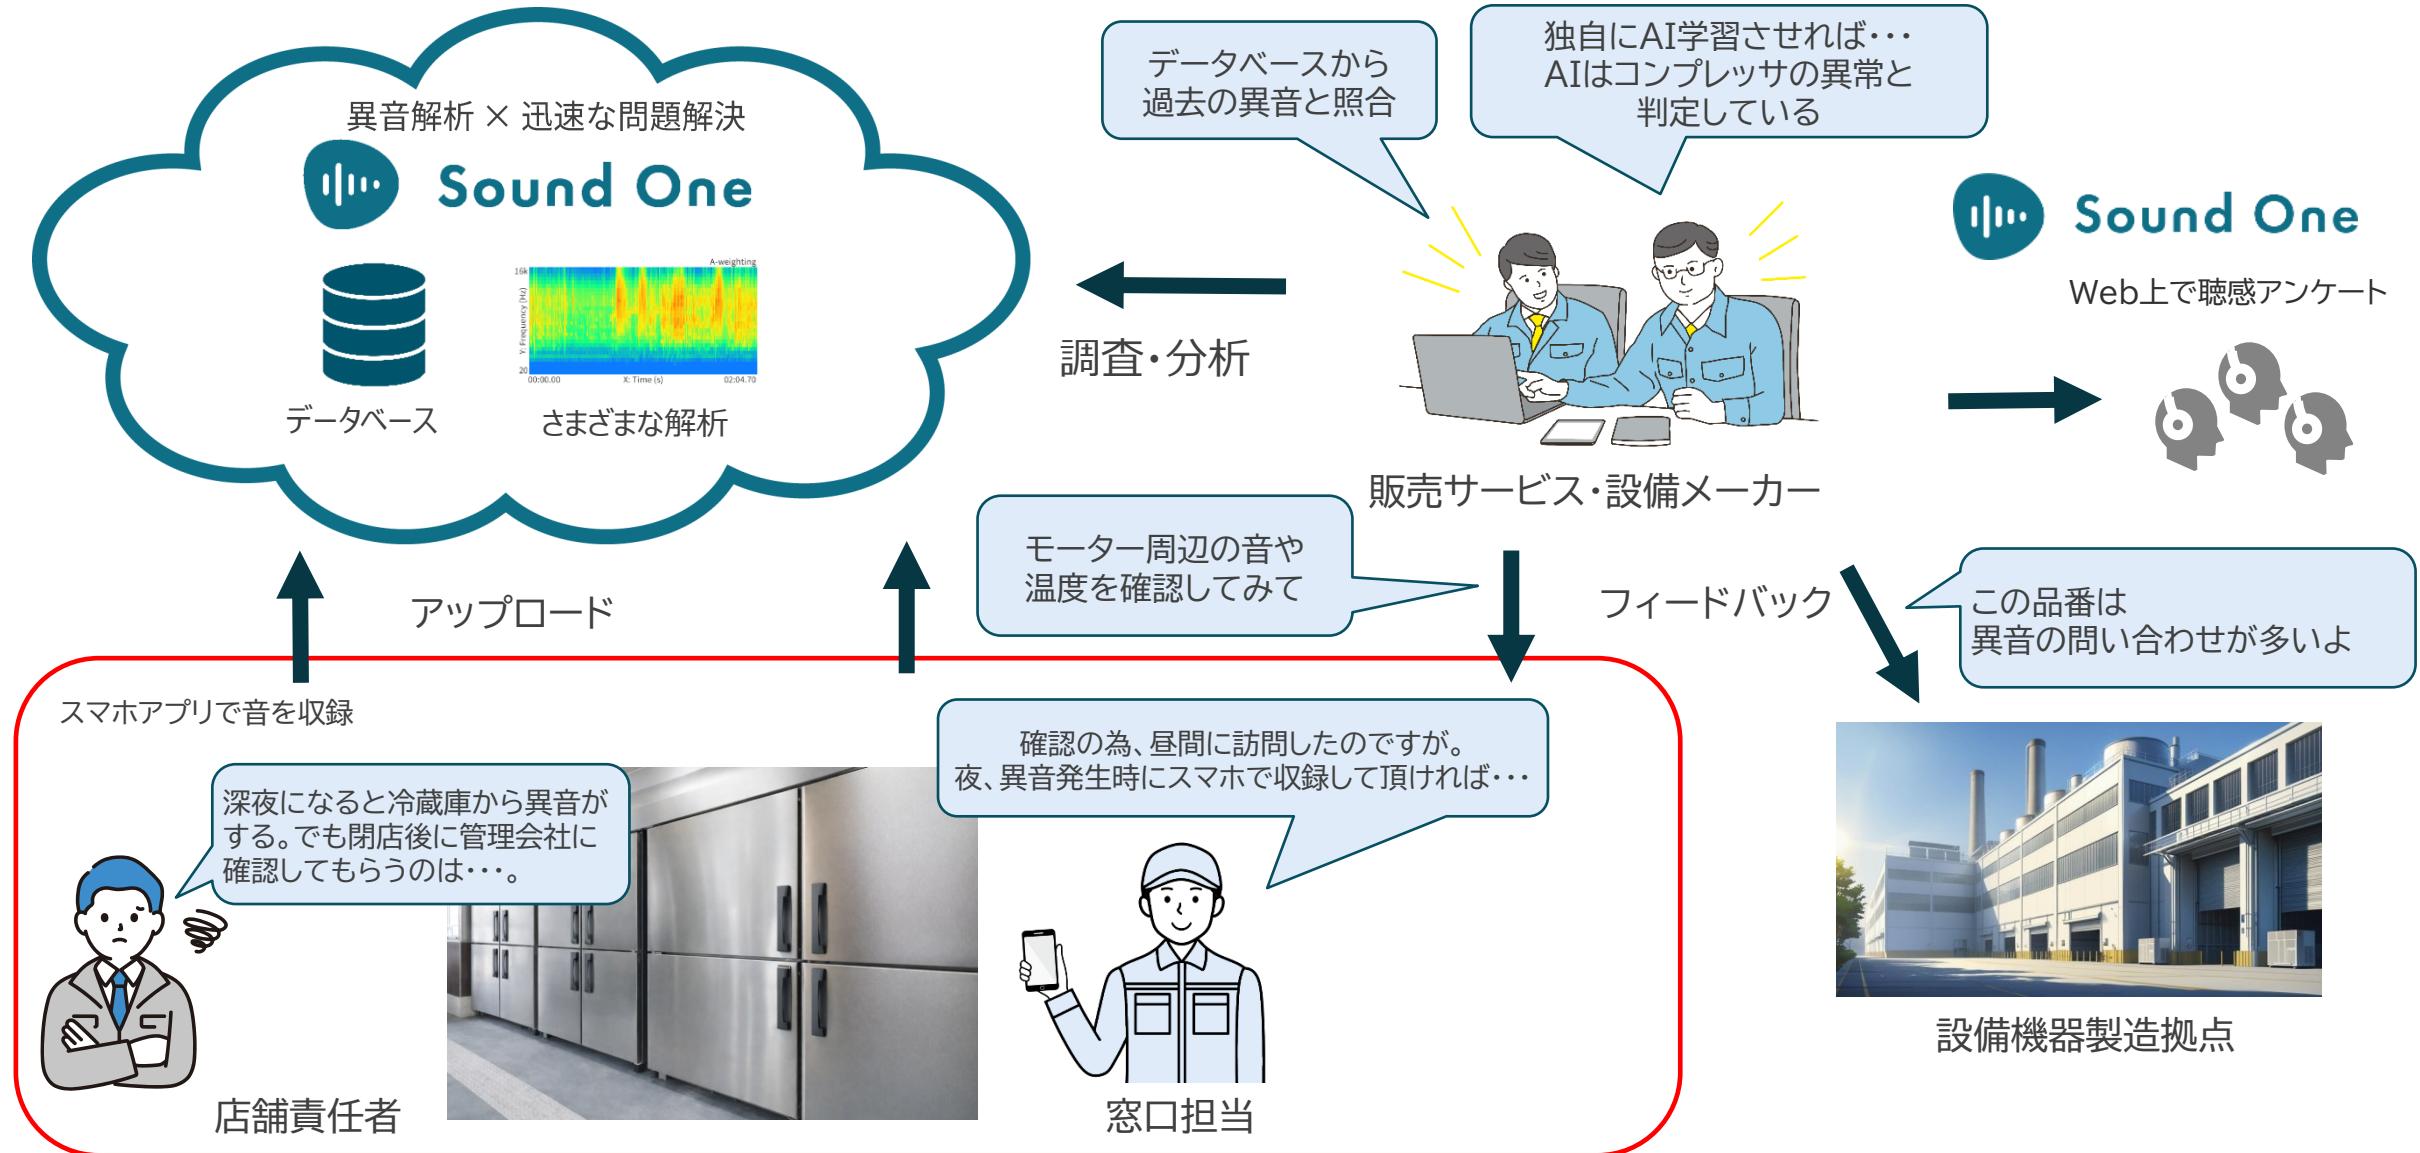 異音解析 × 迅速な問題解決
Sound One
A-weighting
16k
Y: Frequency (Hz)
20
00:00.00
X: Time (s)
02:04.70
データベース
さまざまな解析
データベースから
過去の異音と照合
独自にAI学習させれば・・・
AIはコンプレッサの異常と
判定している
Sound One
Web上で聴感アンケート
調査・分析
販売サービス・設備メーカー
モーター周辺の音や
温度を確認してみて
アップロード
フィードバック
この品番は
異音の問い合わせが多いよ
スマホアプリで音を収録
深夜になると冷蔵庫から異音が
する。でも閉店後に管理会社に
確認してもらうのは・・・。
確認の為、昼間に訪問したのですが。
夜、異音発生時にスマホで収録して頂ければ・・・
店舗責任者
窓口担当
設備機器製造拠点